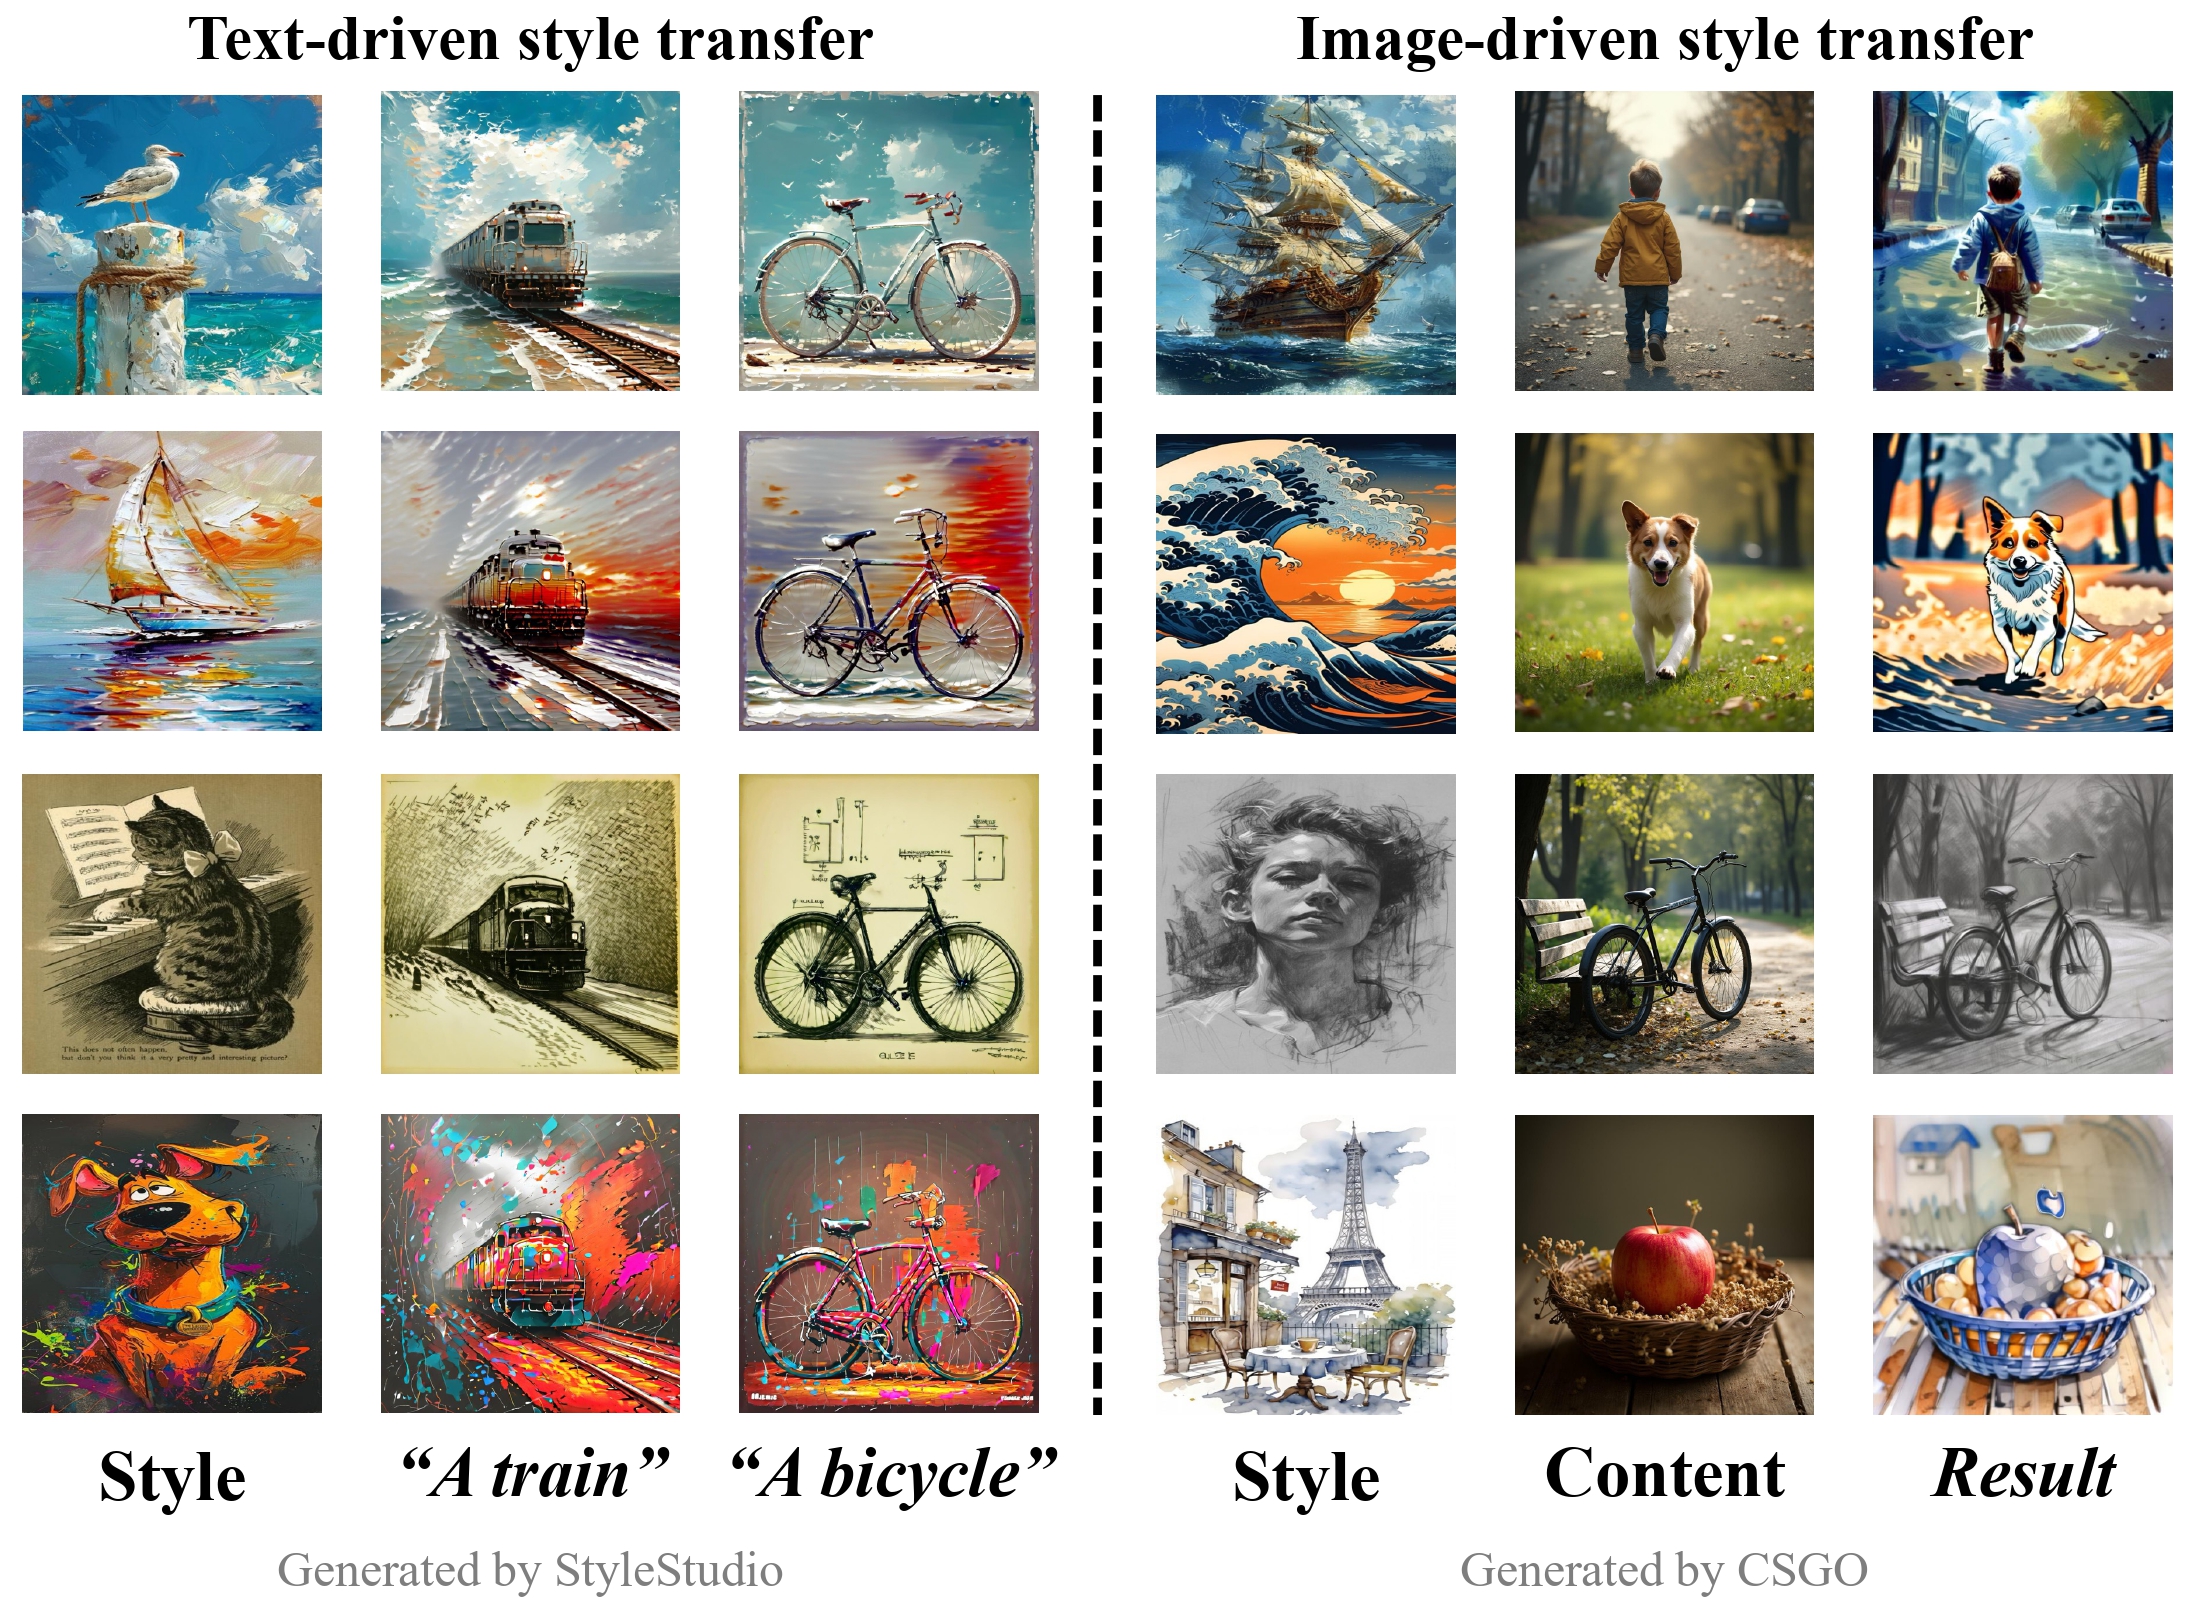 Text-driven style transfer
Image-driven style transfer
This does not often happen,
but don't you think it a very pretty and interesting picture?
Style
“A train”
“A bicycle”
Style
Content
Result
Generated by StyleStudio
Generated by CSGO